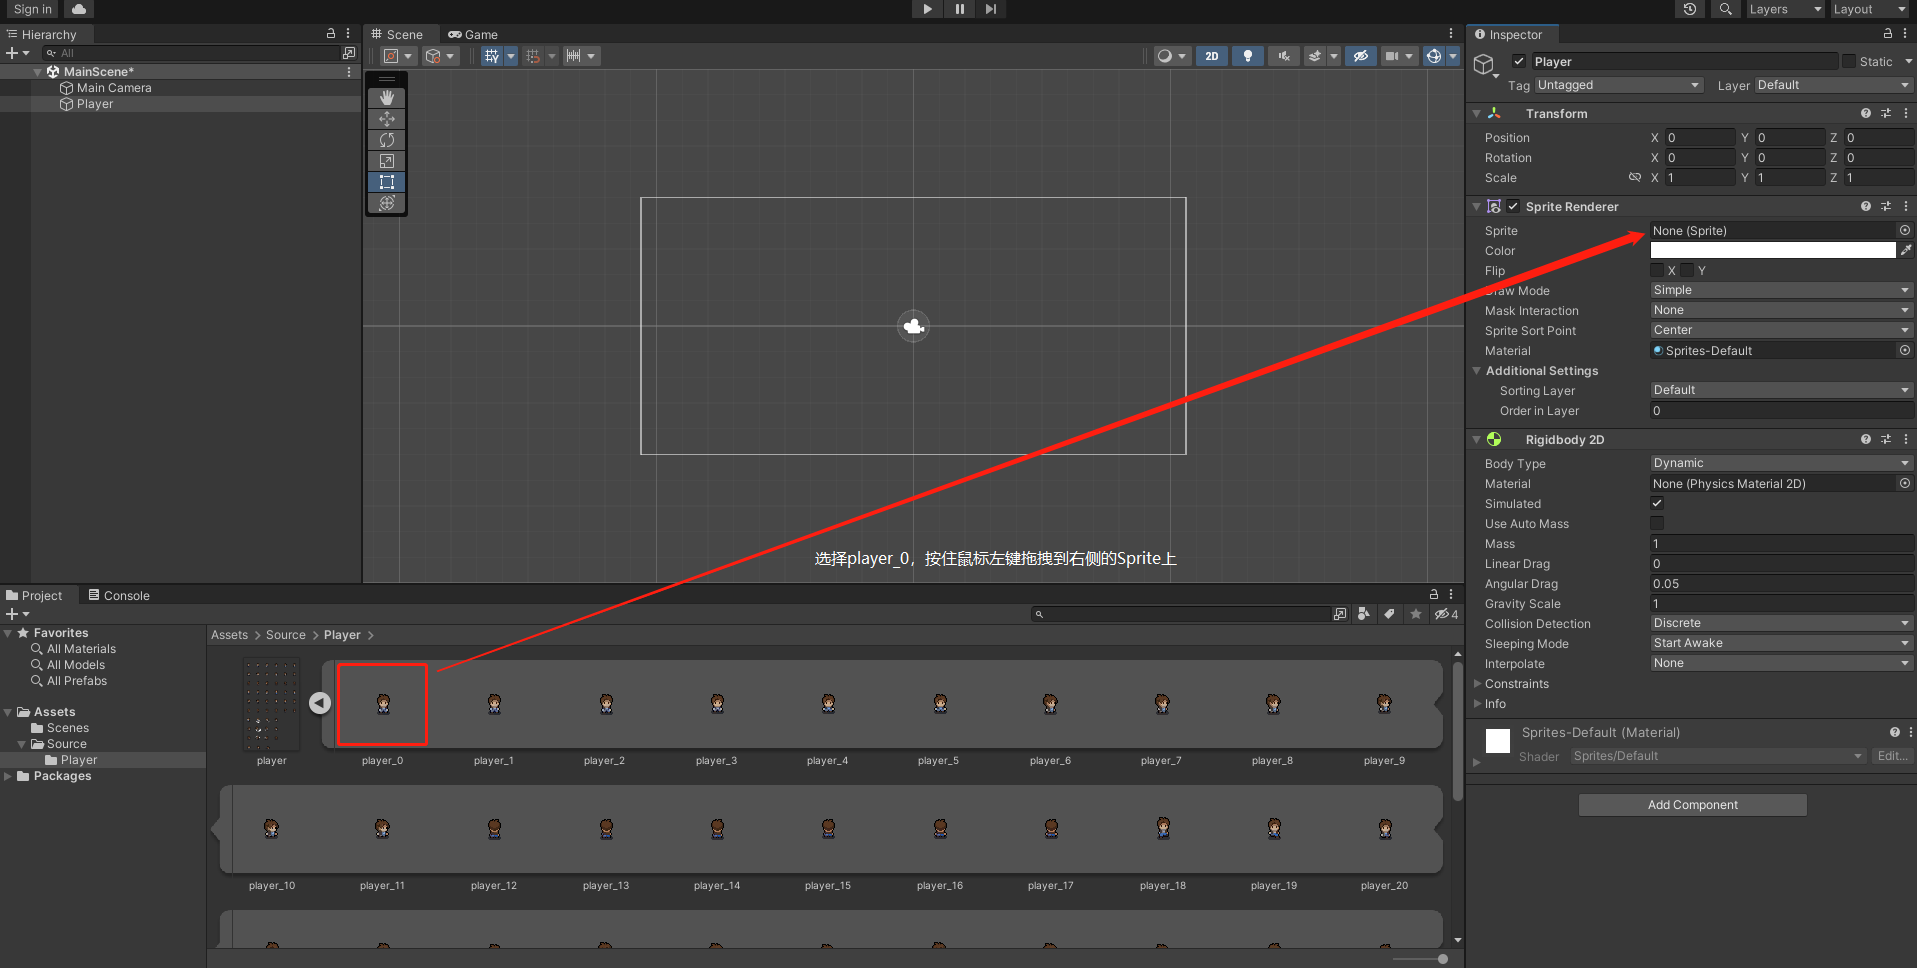 Sign in
Layers
Layout
Hierarchy
All
MainScene*
Main Camera
Player
Scene
Game
2D
选择player_0，按住鼠标左键拖拽到右侧的Sprite上
Project
Console
4
Favorites
All Materials
All Models
All Prefabs
Assets
Scenes
Source
Player
Packages
Assets > Source > Player >
player
player_0
player_1
player_2
player_3
player_4
player_5
player_6
player_7
player_8
player_9
player_10
player_11
player_12
player_13
player_14
player_15
player_16
player_17
player_18
player_19
player_20
Inspector
Player
Static
Tag Untagged
Layer Default
Transform
Position X 0 Y 0 Z 0
Rotation X 0 Y 0 Z 0
Scale X 1 Y 1 Z 1
Sprite Renderer
Sprite None (Sprite)
Color
Flip X Y
Draw Mode Simple
Mask Interaction None
Sprite Sort Point Center
Material Sprites-Default
Additional Settings
Sorting Layer Default
Order in Layer 0
Rigidbody 2D
Body Type Dynamic
Material None (Physics Material 2D)
Simulated
Use Auto Mass
Mass 1
Linear Drag 0
Angular Drag 0.05
Gravity Scale 1
Collision Detection Discrete
Sleeping Mode Start Awake
Interpolate None
Constraints
Info
Sprites-Default (Material)
Shader Sprites/Default Edit...
Add Component